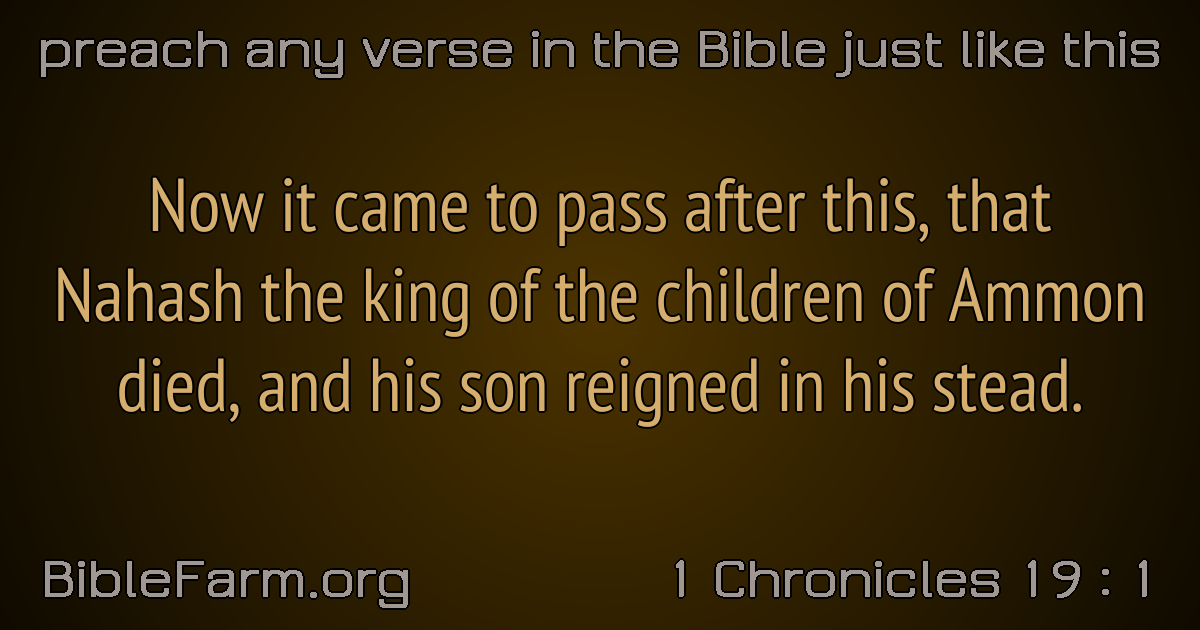 preach any verse in the Bible just like this
Now it came to pass after this, that
Nahash the king of the children of Ammon
died, and his son reigned in his stead.
BibleFarm.org
1 Chronicles 19 : 1